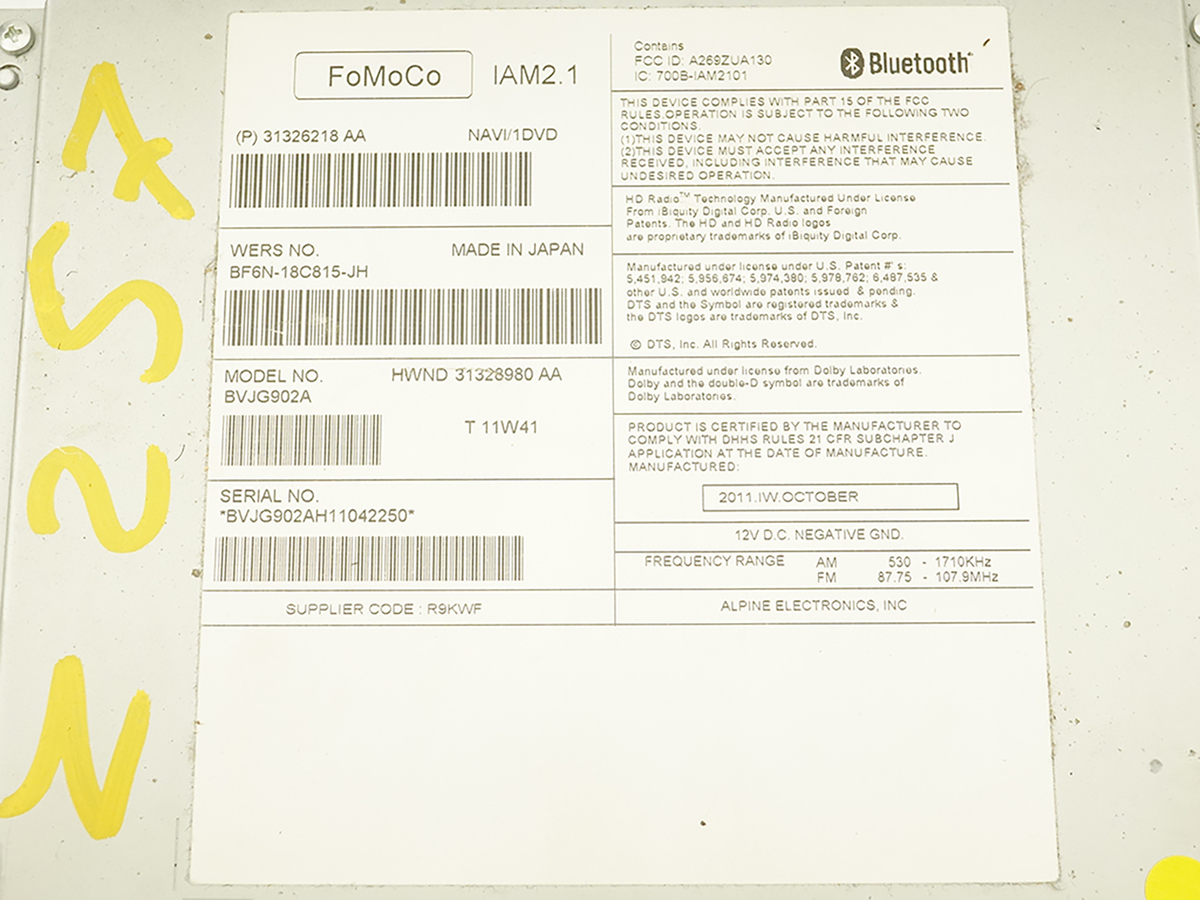 FoMoCo IAM2.1
(P) 31326218 AA NAVI/1DVD
WERS NO. MADE IN JAPAN
BF6N-18C815-JH
MODEL NO. HWND 31328980 AA
BVJG902A
T 11W41
SERIAL NO.
*BVJG902AH11042250*
SUPPLIER CODE : R9KWF
Contains
FCC ID: A269ZUA130
IC: 700B-IAM2101
Bluetooth
THIS DEVICE COMPLIES WITH PART 15 OF THE FCC
RULES.OPERATION IS SUBJECT TO THE FOLLOWING TWO
CONDITIONS.
(1)THIS DEVICE MAY NOT CAUSE HARMFUL INTERFERENCE.
(2)THIS DEVICE MUST ACCEPT ANY INTERFERENCE
RECEIVED, INCLUDING INTERFERENCE THAT MAY CAUSE
UNDESIRED OPERATION.
HD Radio™ Technology Manufactured Under License
From iBiquity Digital Corp. U.S. and Foreign
Patents. The HD and HD Radio logos
are proprietary trademarks of iBiquity Digital Corp.
Manufactured under license under U.S. Patent #' s:
5,451,942; 5,956,674; 5,974,380; 5,978,762; 6,487,535 &
other U.S. and worldwide patents issued & pending.
DTS and the Symbol are registered trademarks &
the DTS logos are trademarks of DTS, Inc.
© DTS, Inc. All Rights Reserved.
Manufactured under license from Dolby Laboratories.
Dolby and the double-D symbol are trademarks of
Dolby Laboratories.
PRODUCT IS CERTIFIED BY THE MANUFACTURER TO
COMPLY WITH DHHS RULES 21 CFR SUBCHAPTER J
APPLICATION AT THE DATE OF MANUFACTURE.
MANUFACTURED:
2011.IW.OCTOBER
12V D.C. NEGATIVE GND.
FREQUENCY RANGE AM 530 - 1710KHz
FM 87.75 - 107.9MHz
ALPINE ELECTRONICS, INC
N257